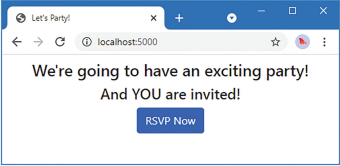 Let's Party!
localhost:5000
We're going to have an exciting party!
And YOU are invited!
RSVP Now